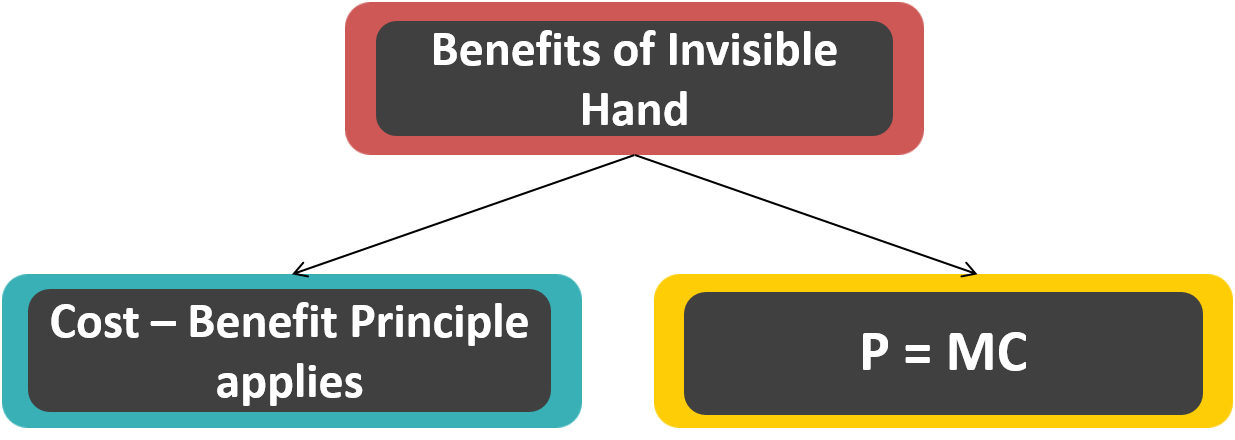 Benefits of Invisible
Hand
Cost – Benefit Principle
applies
P = MC